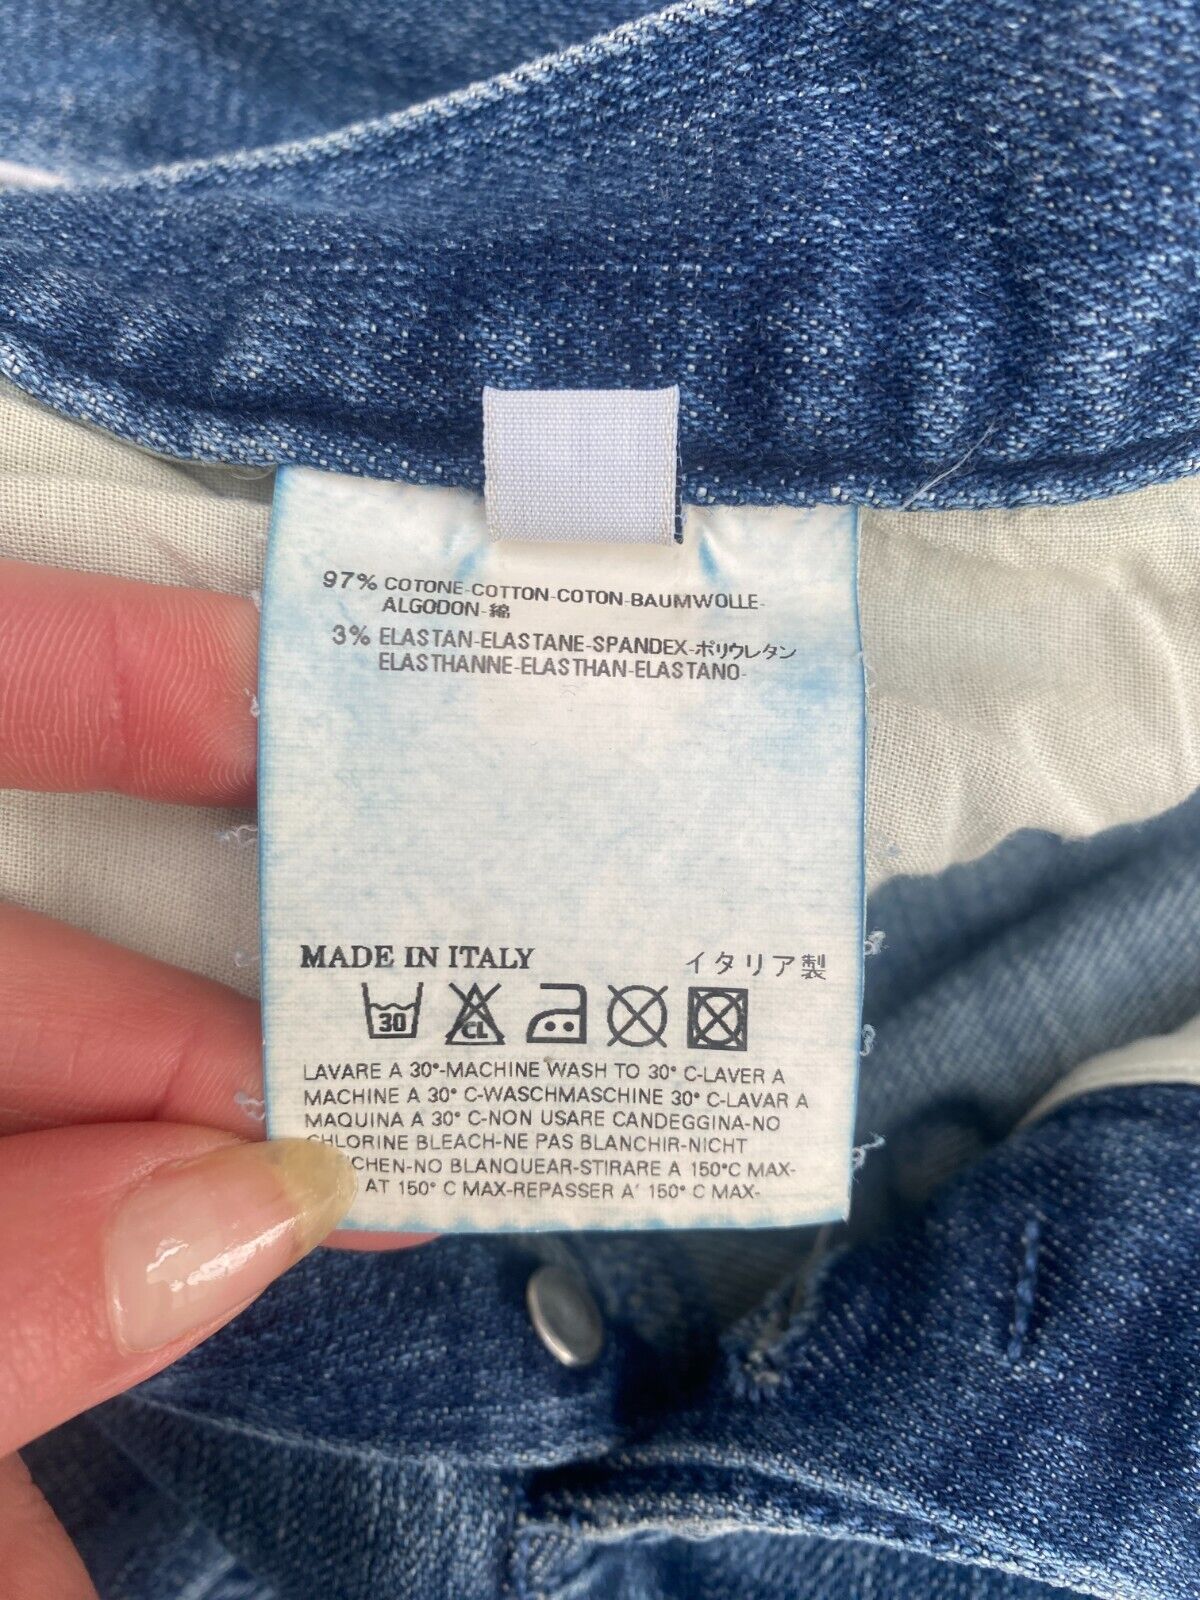 97% COTONE-COTTON-COTON-BAUMWOLLE-
ALGODON-綿
3% ELASTAN-ELASTANE-SPANDEX-ポリウレタン
ELASTHANNE-ELASTHAN-ELASTANO-
MADE IN ITALY イタリア製
30 CL
LAVARE A 30°-MACHINE WASH TO 30° C-LAVER A
MACHINE A 30° C-WASCHMASCHINE 30° C-LAVAR A
MAQUINA A 30° C-NON USARE CANDEGGINA-NO
CHLORINE BLEACH-NE PAS BLANCHIR-NICHT
CHEN-NO BLANQUEAR-STIRARE A 150°C MAX-
AT 150° C MAX-REPASSER A' 150° C MAX-